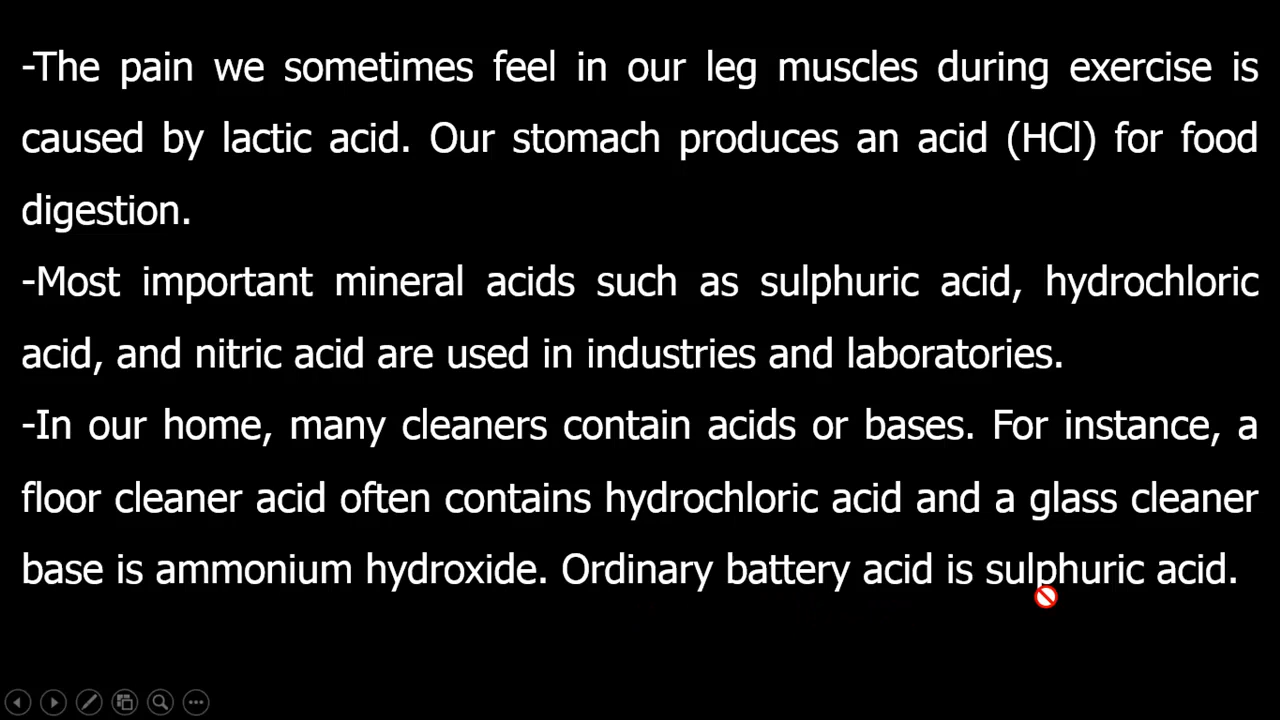 -The pain we sometimes feel in our leg muscles during exercise is
caused by lactic acid. Our stomach produces an acid (HCl) for food
digestion.
-Most important mineral acids such as sulphuric acid, hydrochloric
acid, and nitric acid are used in industries and laboratories.
-In our home, many cleaners contain acids or bases. For instance, a
floor cleaner acid often contains hydrochloric acid and a glass cleaner
base is ammonium hydroxide. Ordinary battery acid is sulphuric acid.